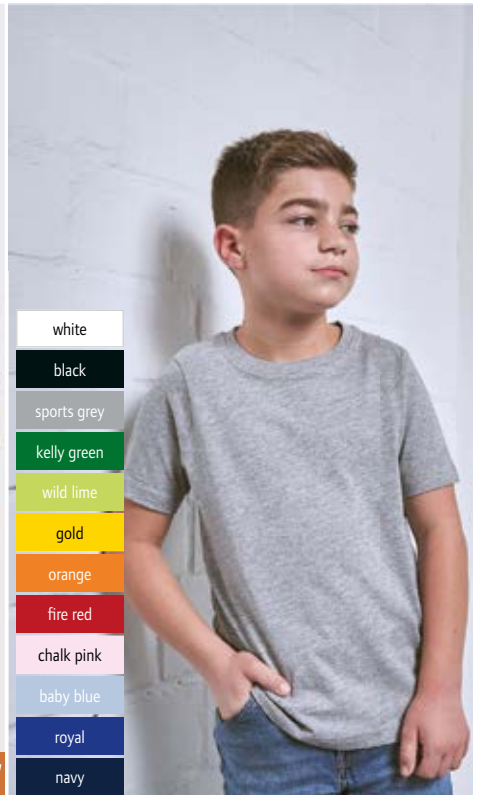 white
black
sports grey
kelly green
wild lime
gold
orange
fire red
chalk pink
baby blue
royal
navy